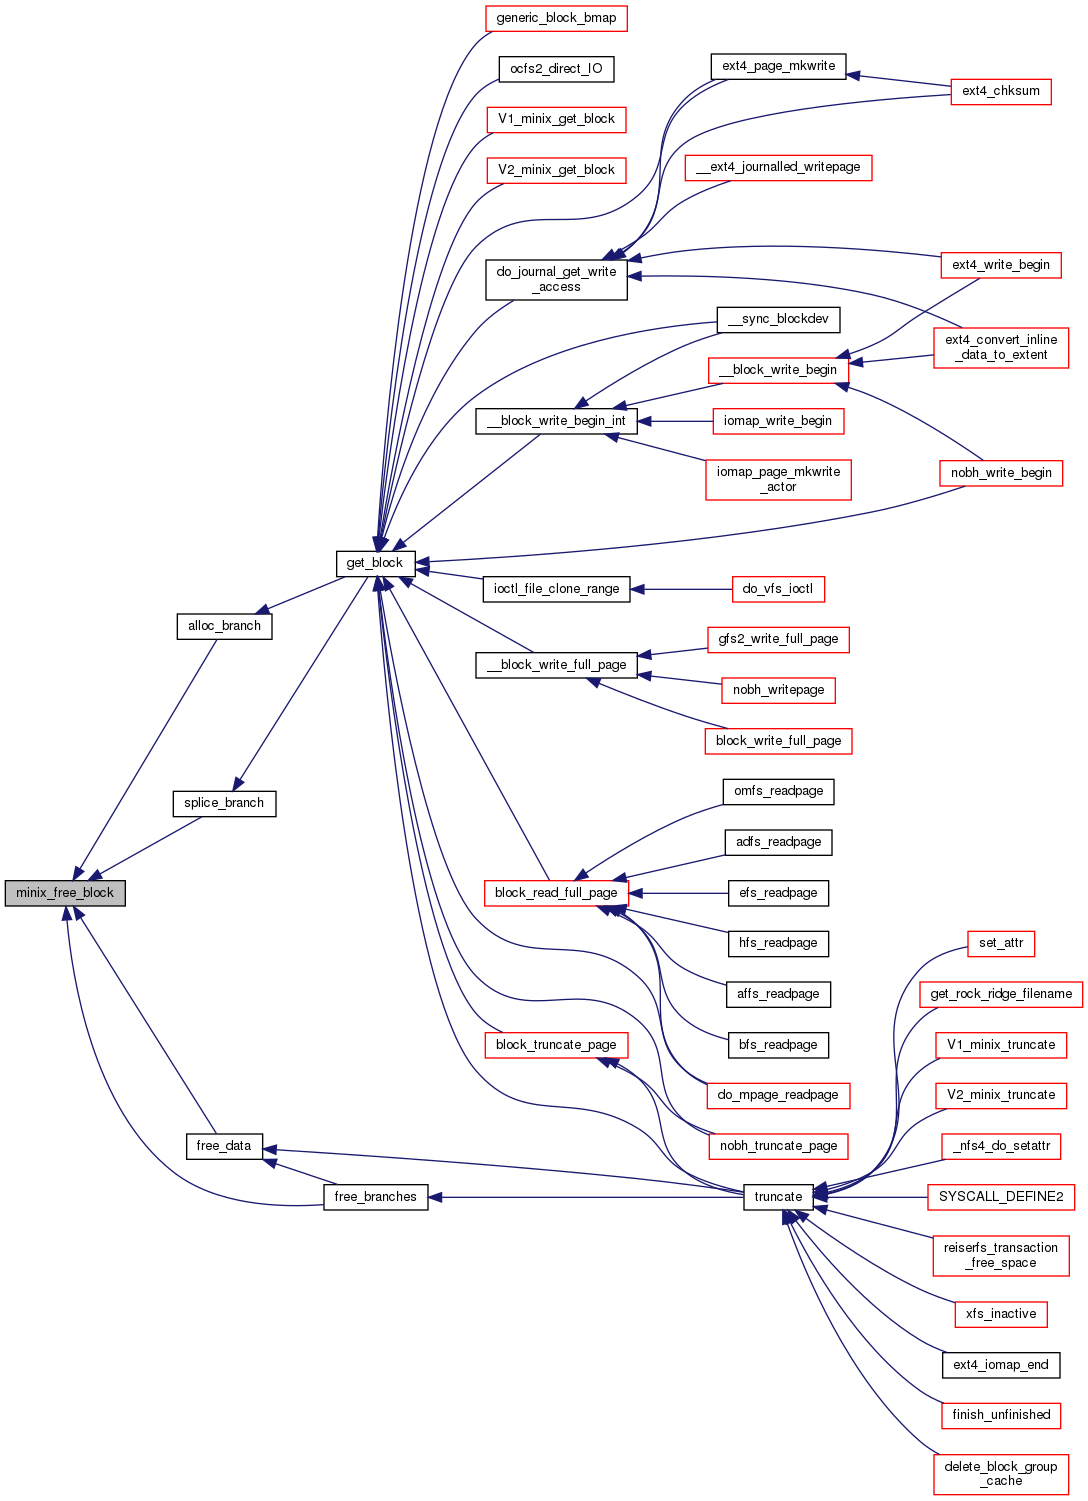 generic_block_bmap
ocfs2_direct_IO
V1_minix_get_block
V2_minix_get_block
ext4_page_mkwrite
ext4_chksum
__ext4_journalled_writepage
do_journal_get_write
_access
ext4_write_begin
__sync_blockdev
ext4_convert_inline
_data_to_extent
__block_write_begin
__block_write_begin_int
iomap_write_begin
iomap_page_mkwrite
_actor
nobh_write_begin
get_block
ioctl_file_clone_range
do_vfs_ioctl
alloc_branch
gfs2_write_full_page
__block_write_full_page
nobh_writepage
block_write_full_page
splice_branch
omfs_readpage
adfs_readpage
minix_free_block
block_read_full_page
efs_readpage
hfs_readpage
affs_readpage
bfs_readpage
block_truncate_page
do_mpage_readpage
set_attr
get_rock_ridge_filename
V1_minix_truncate
V2_minix_truncate
free_data
nobh_truncate_page
_nfs4_do_setattr
free_branches
truncate
SYSCALL_DEFINE2
reiserfs_transaction
_free_space
xfs_inactive
ext4_iomap_end
finish_unfinished
delete_block_group
_cache